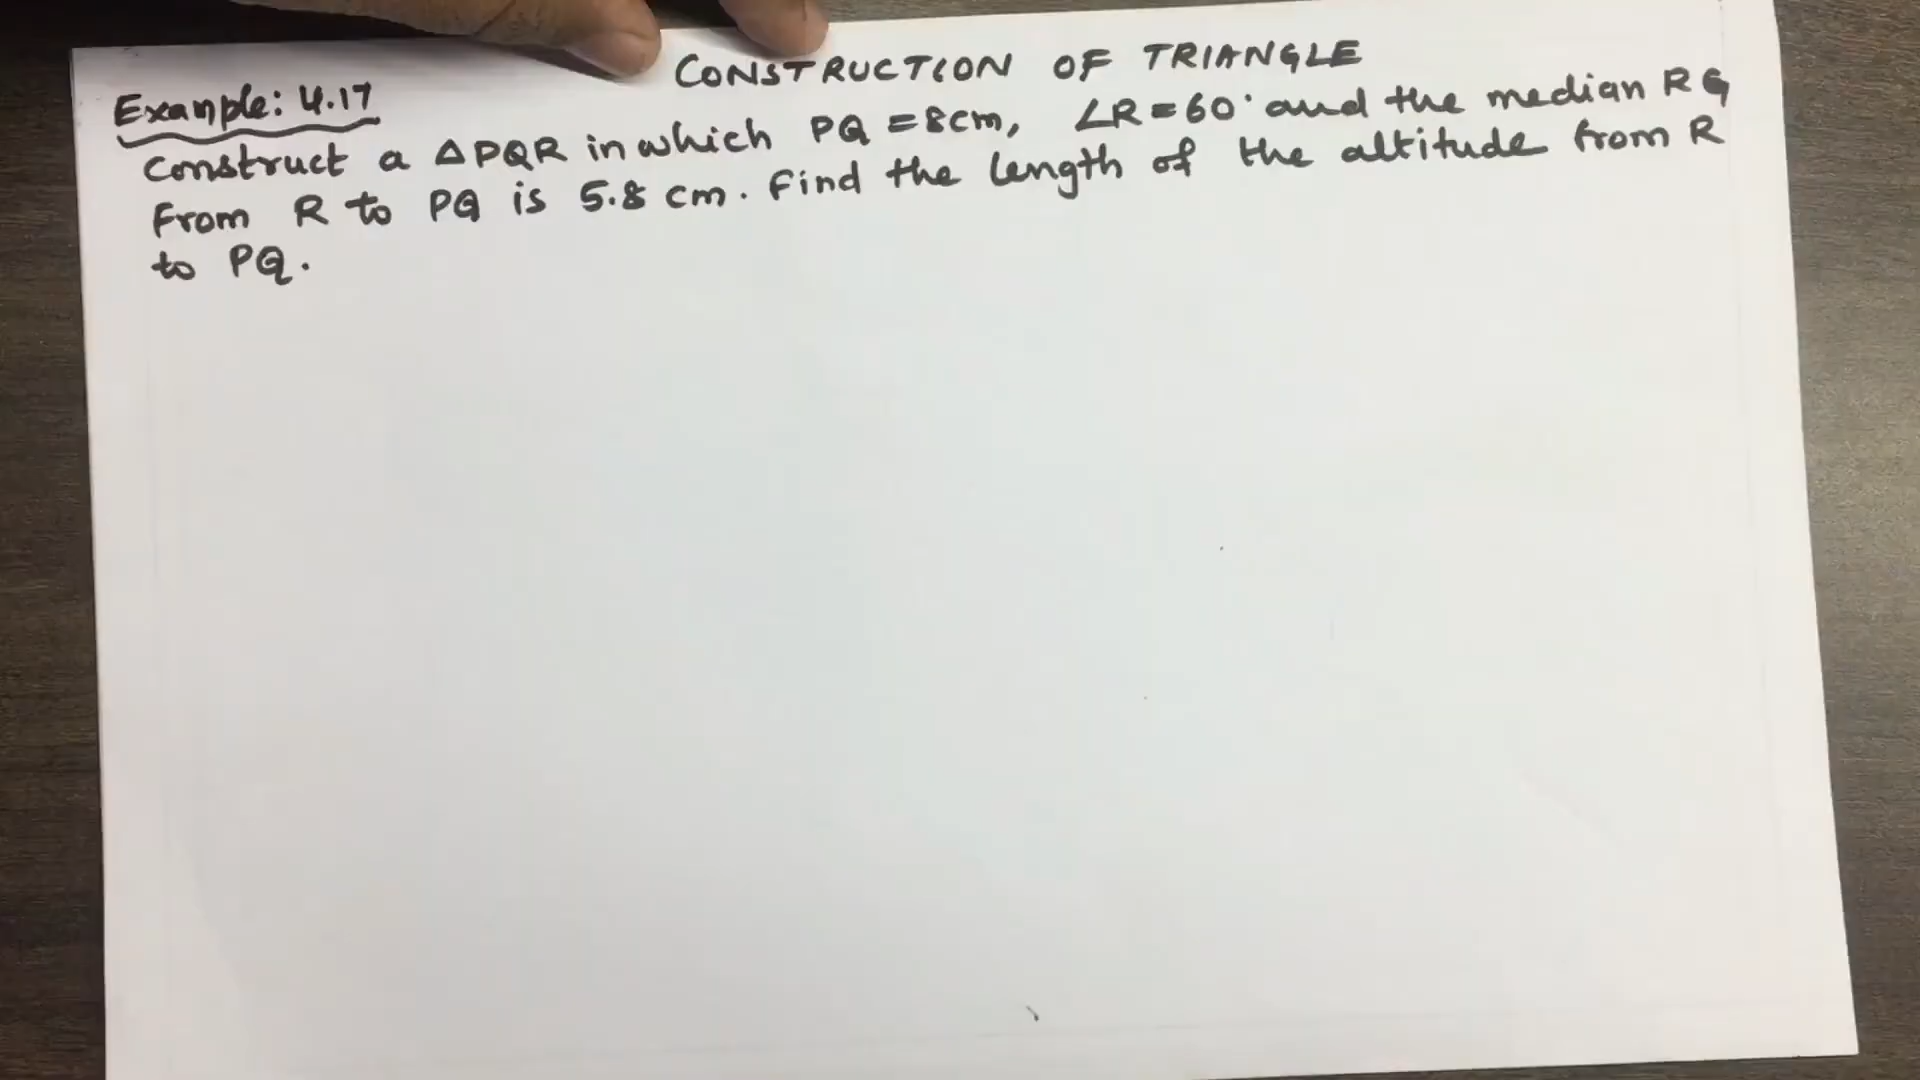 CONSTRUCTION OF TRIANGLE
Example: 4.17
Construct a ΔPQR in which PQ = 8cm, ∠R = 60° and the median RG
From R to PQ is 5.8 cm. Find the length of the altitude from R
to PQ.